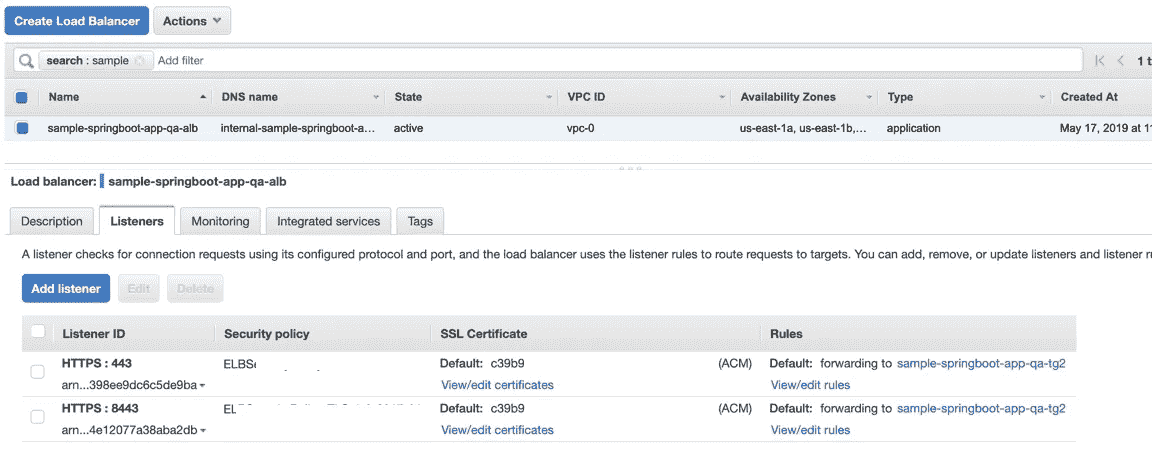 Create Load Balancer Actions
search : sample Add filter 1 t
Name DNS name State VPC ID Availability Zones Type Created At
sample-springboot-app-qa-alb internal-sample-springboot-a... active vpc-0 us-east-1a, us-east-1b,... application May 17, 2019 at 11
Load balancer: sample-springboot-app-qa-alb
Description Listeners Monitoring Integrated services Tags
A listener checks for connection requests using its configured protocol and port, and the load balancer uses the listener rules to route requests to targets. You can add, remove, or update listeners and listener ru
Add listener Edit Delete
Listener ID Security policy SSL Certificate Rules
HTTPS : 443 Default: c39b9 (ACM) Default: forwarding to sample-springboot-app-qa-tg2
arn...398ee9dc6c5de9ba View/edit certificates View/edit rules
HTTPS : 8443 Default: c39b9 (ACM) Default: forwarding to sample-springboot-app-qa-tg2
arn...4e12077a38aba2db View/edit certificates View/edit rules